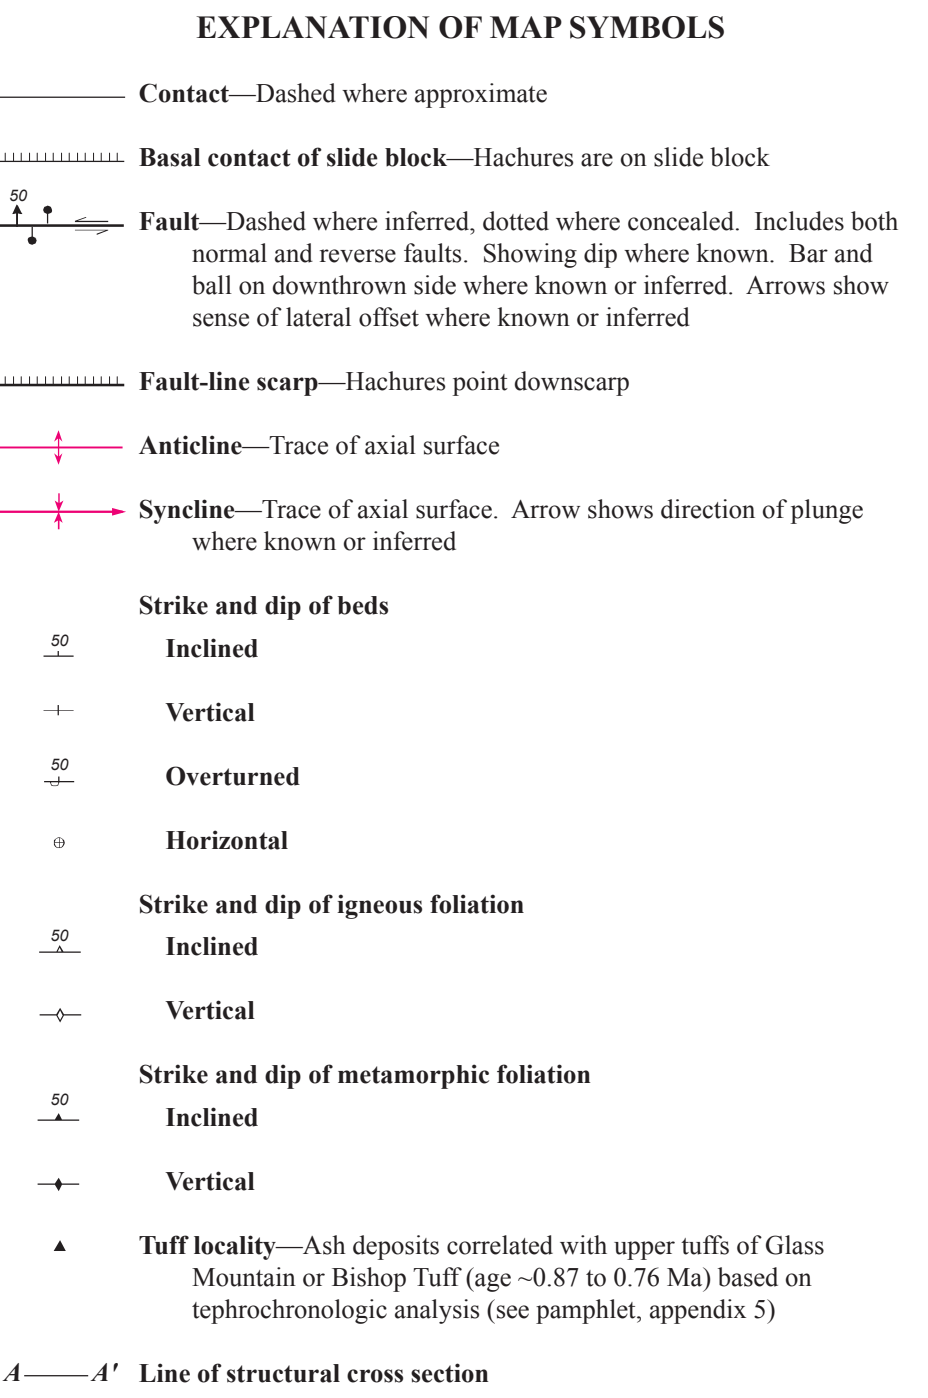 EXPLANATION OF MAP SYMBOLS
Contact—Dashed where approximate
Basal contact of slide block—Hachures are on slide block
50
Fault—Dashed where inferred, dotted where concealed. Includes both
normal and reverse faults. Showing dip where known. Bar and
ball on downthrown side where known or inferred. Arrows show
sense of lateral offset where known or inferred
Fault-line scarp—Hachures point downscarp
Anticline—Trace of axial surface
Syncline—Trace of axial surface. Arrow shows direction of plunge
where known or inferred
Strike and dip of beds
50 Inclined
Vertical
50 Overturned
Horizontal
Strike and dip of igneous foliation
50 Inclined
Vertical
Strike and dip of metamorphic foliation
50 Inclined
Vertical
Tuff locality—Ash deposits correlated with upper tuffs of Glass
Mountain or Bishop Tuff (age ~0.87 to 0.76 Ma) based on
tephrochronologic analysis (see pamphlet, appendix 5)
A A′ Line of structural cross section